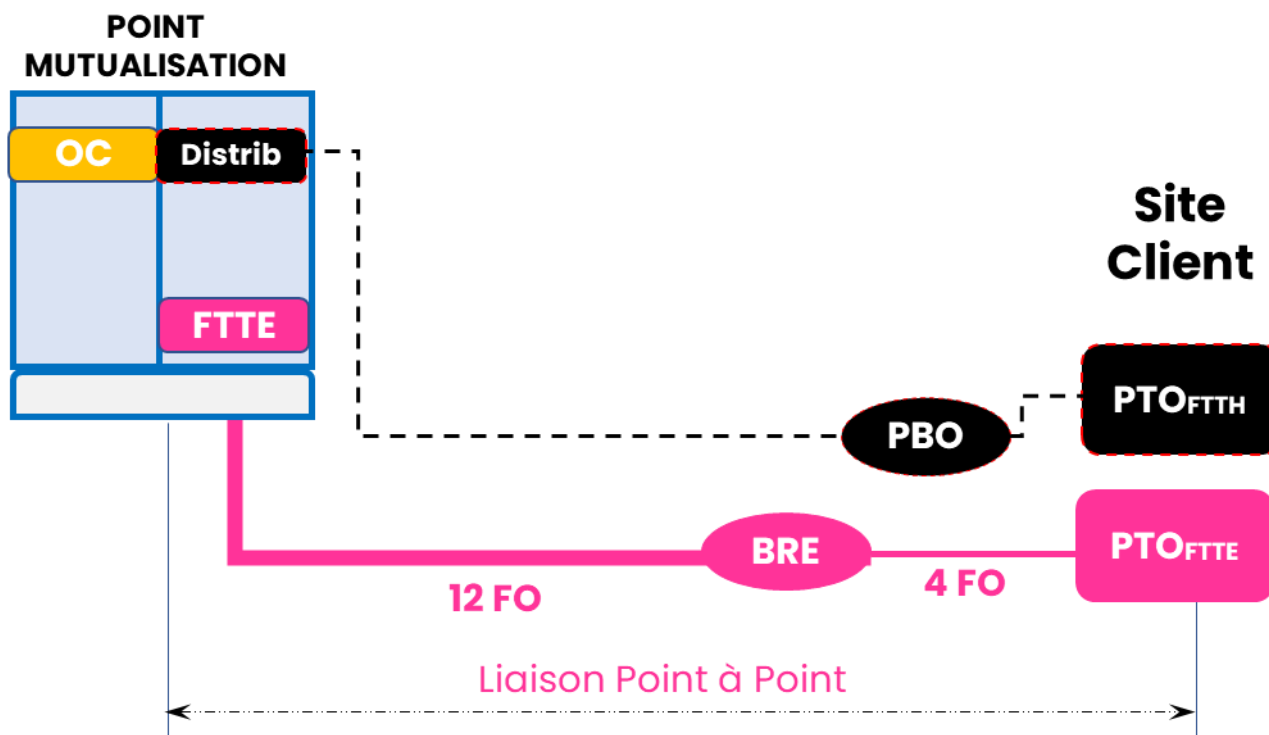 POINT
MUTUALISATION
OC
Distrib
FTTE
Site
Client
PTOFTTH
PBO
PTOFTTE
BRE
12 FO
4 FO
Liaison Point à Point